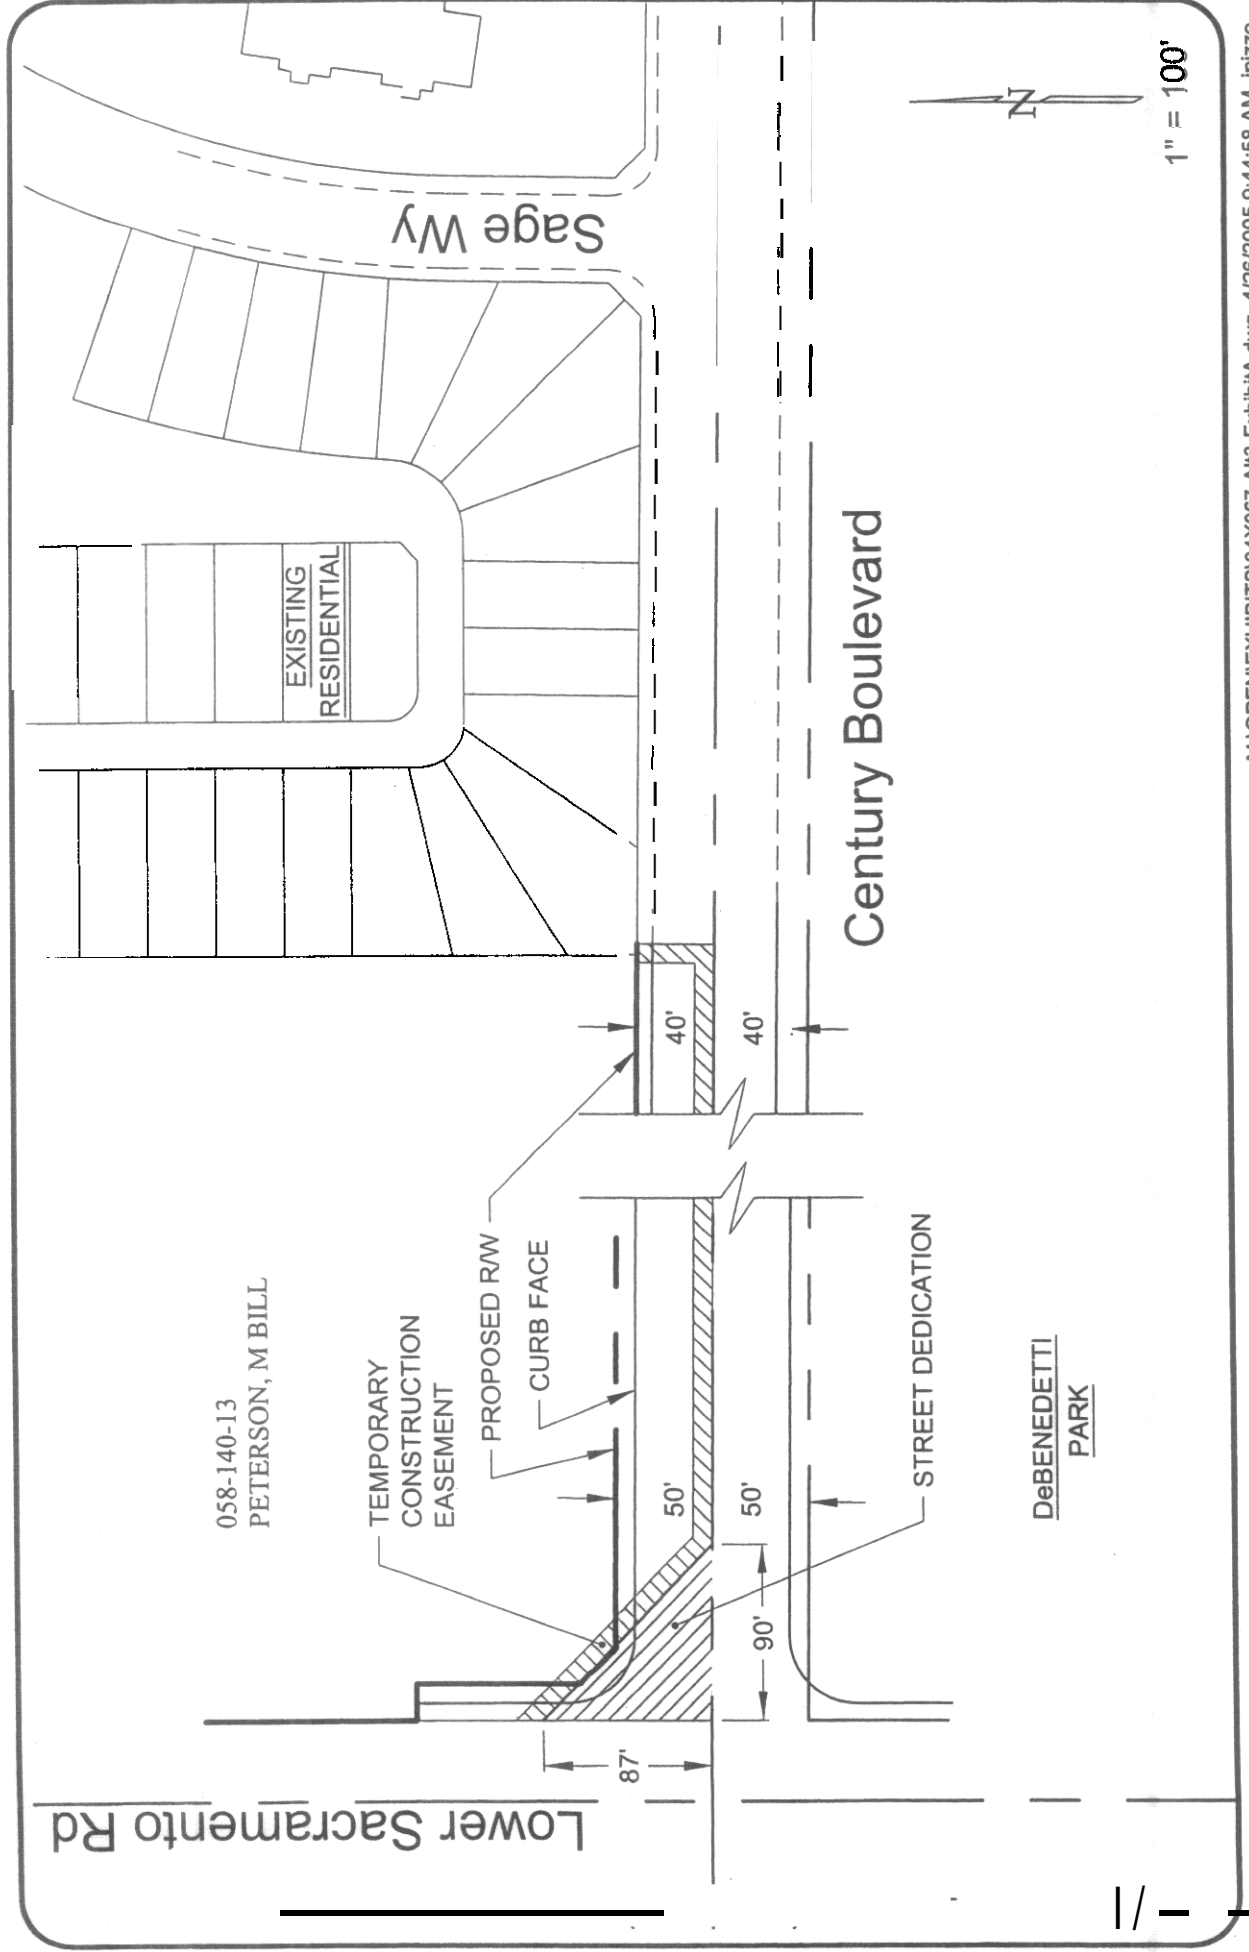 Lower Sacramento Rd
058-140-13
PETERSON, M BILL
TEMPORARY
CONSTRUCTION
EASEMENT
PROPOSED R/W
CURB FACE
87'
90'
50'
50'
40'
40'
STREET DEDICATION
DeBENEDETTI
PARK
EXISTING
RESIDENTIAL
Century Boulevard
Sage Wy
N
1" = 100'